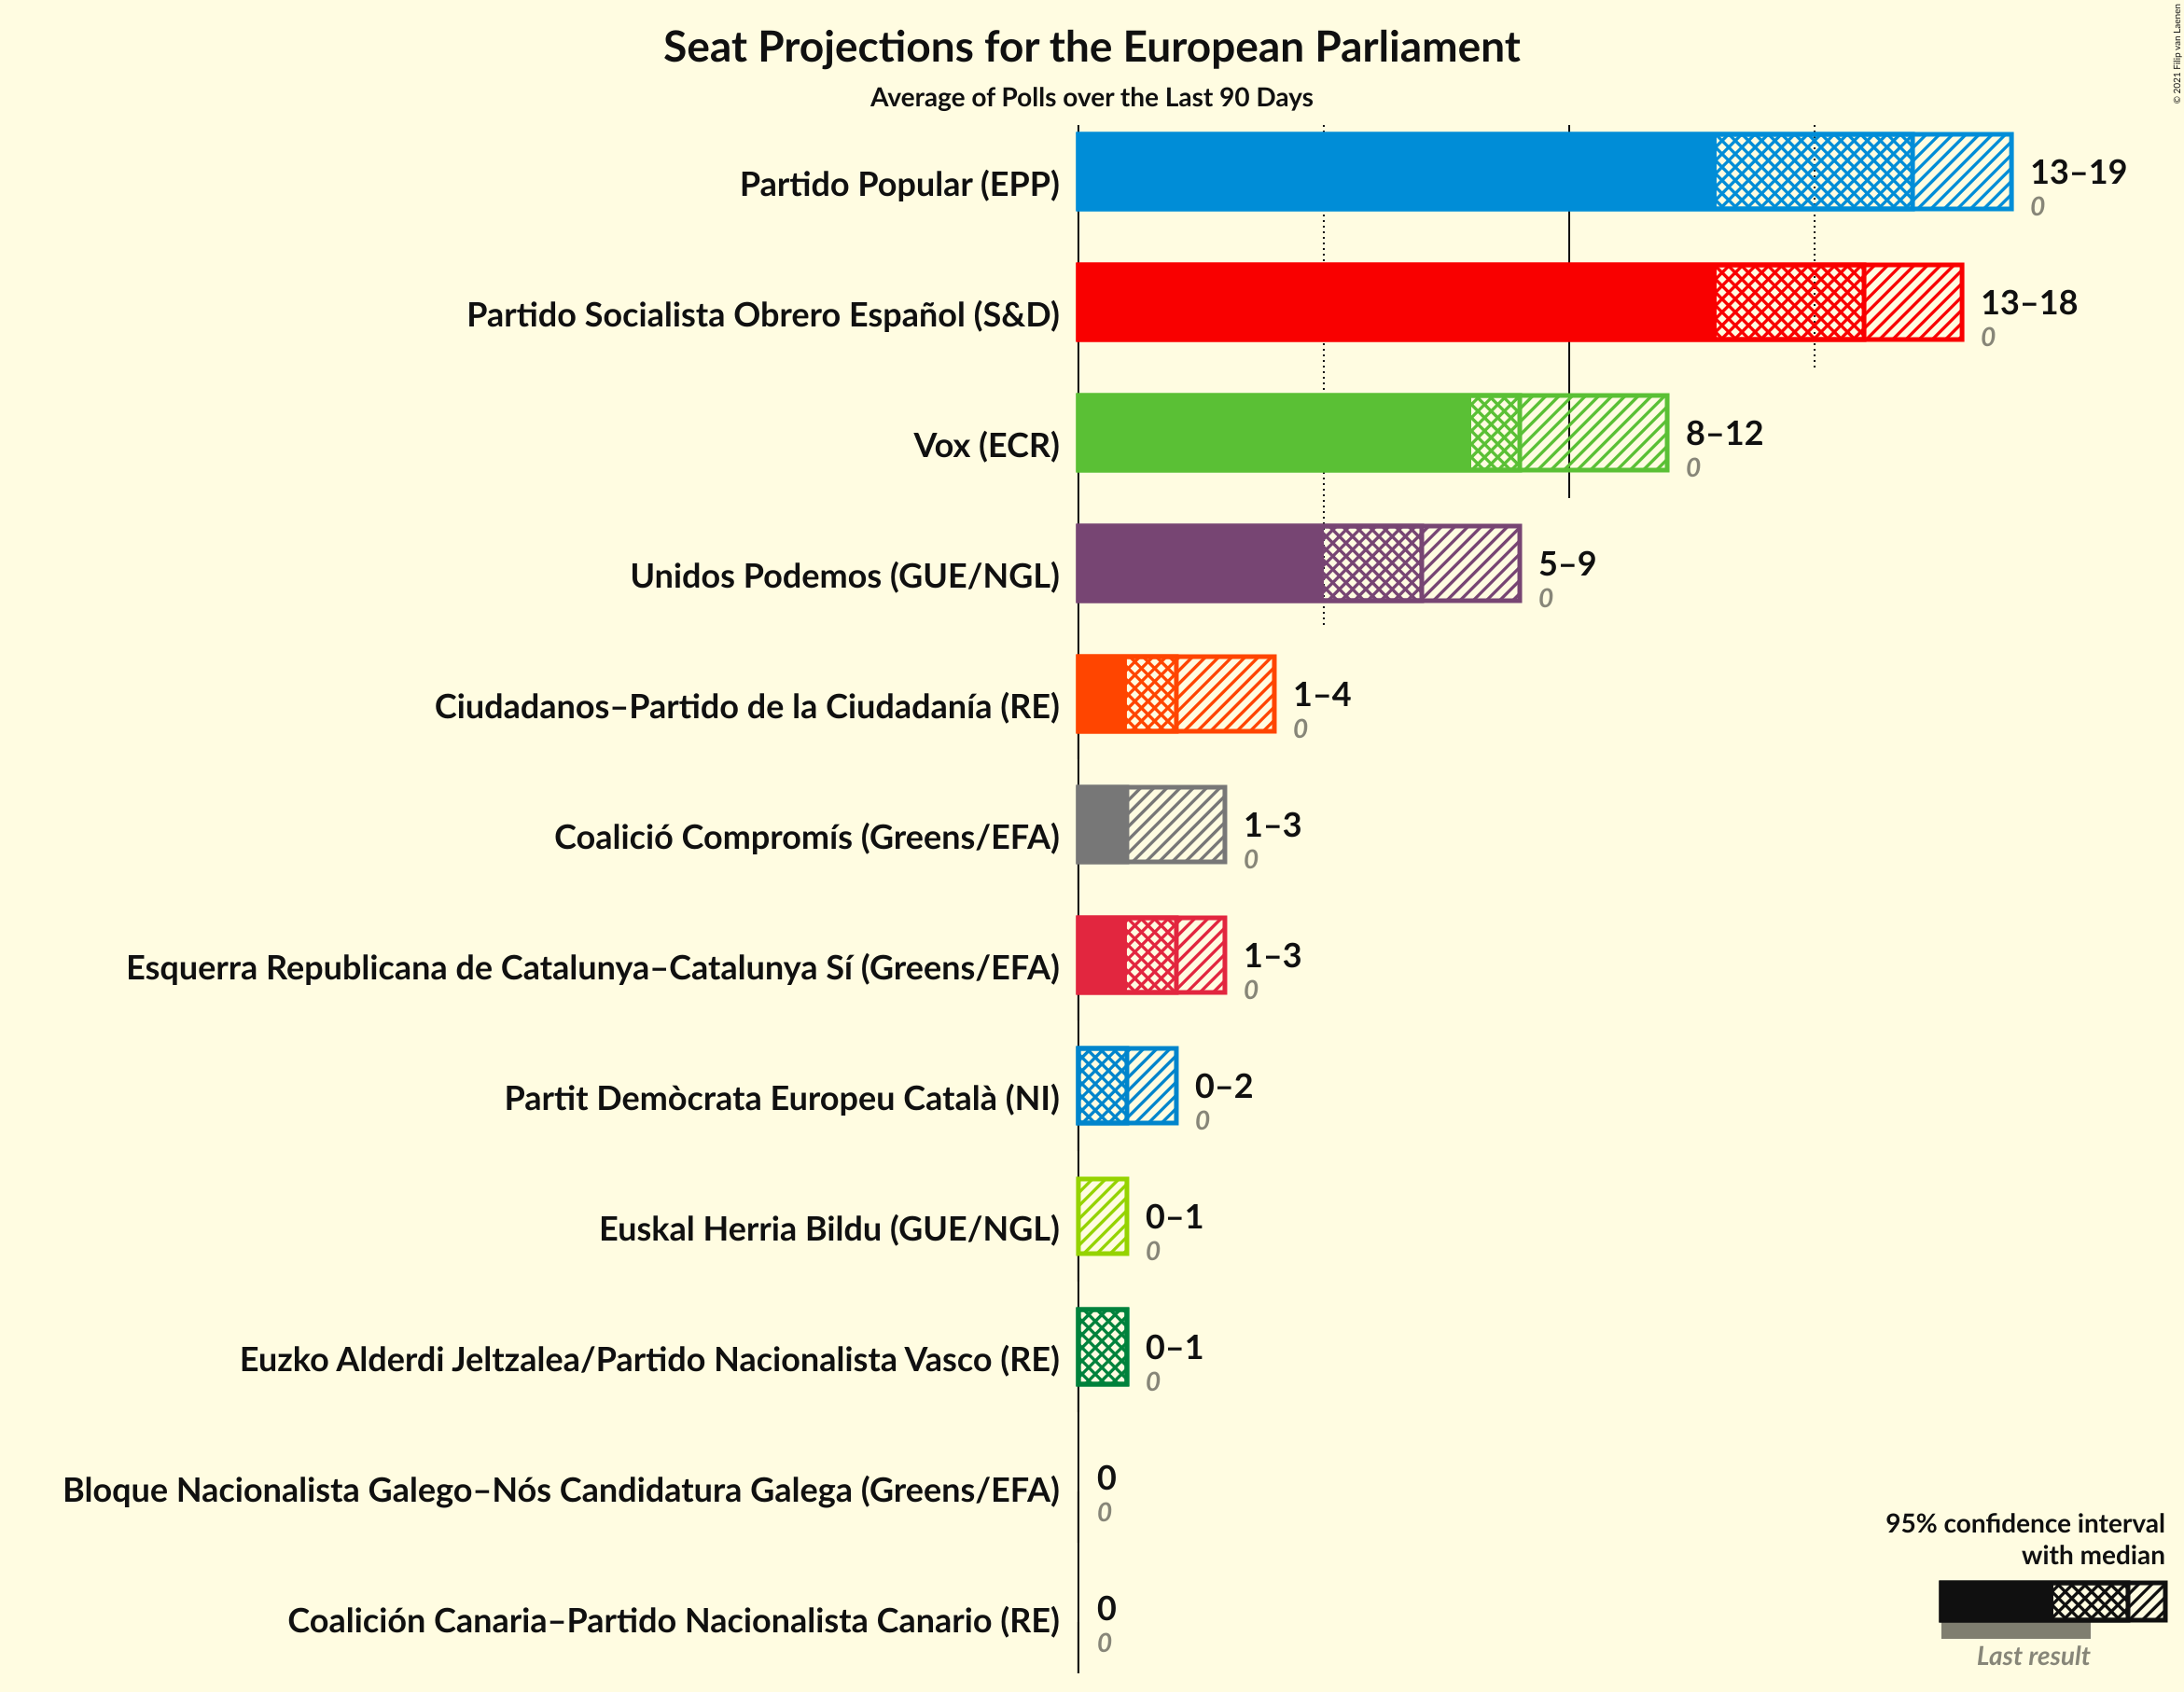 Seat Projections for the European Parliament
Average of Polls over the Last 90 Days
© 2021 Filip van Laenen
Partido Popular (EPP)
13–19
0
Partido Socialista Obrero Español (S&D)
13–18
0
Vox (ECR)
8–12
0
Unidos Podemos (GUE/NGL)
5–9
0
Ciudadanos–Partido de la Ciudadanía (RE)
1–4
0
Coalició Compromís (Greens/EFA)
1–3
0
Esquerra Republicana de Catalunya–Catalunya Sí (Greens/EFA)
1–3
0
Partit Demòcrata Europeu Català (NI)
0–2
0
Euskal Herria Bildu (GUE/NGL)
0–1
0
Euzko Alderdi Jeltzalea/Partido Nacionalista Vasco (RE)
0–1
0
Bloque Nacionalista Galego–Nós Candidatura Galega (Greens/EFA)
0
0
Coalición Canaria–Partido Nacionalista Canario (RE)
0
0
95% confidence interval
with median
Last result